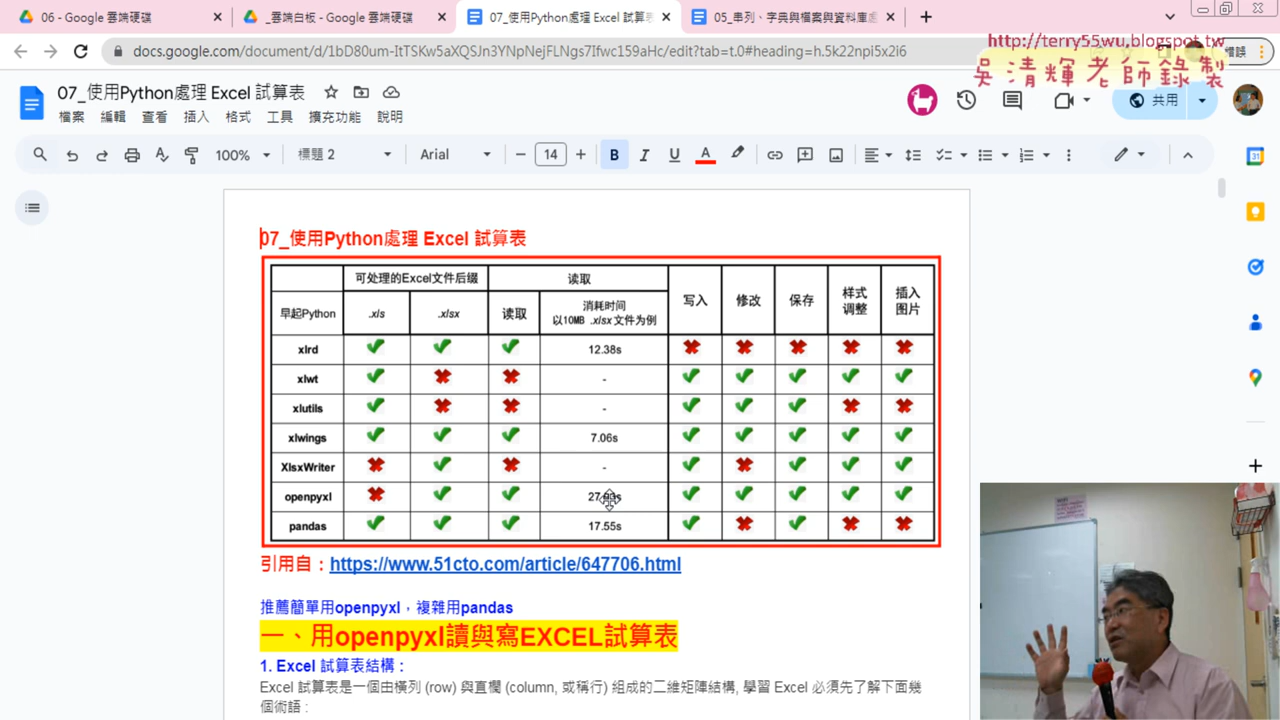 06 - Google 雲端硬碟
_雲端白板 - Google 雲端硬碟
07_使用Python處理 Excel 試算表
05_串列、字典與檔案與資料庫處
docs.google.com/document/d/1bD80um-ItTSKw5aXQSJn3YNpNejFLNgs7Ifwc159aHc/edit?tab=t.0#heading=h.5k22npi5x2i6
http://terry55wu.blogspot.tw
吳清輝老師錄製
07_使用Python處理 Excel 試算表
檔案 編輯 查看 插入 格式 工具 擴充功能 說明
共用
100% 標題 2 Arial 14 B I U A
07_使用Python處理 Excel 試算表
可处理的Excel文件后缀 读取 写入 修改 保存 样式调整 插入图片
早起Python .xls .xlsx 读取 消耗时间 以10MB .xlsx文件为例
xlrd 12.38s
xlwt -
xlutils -
xlwings 7.06s
XlsxWriter -
openpyxl
pandas 17.55s
引用自：https://www.51cto.com/article/647706.html
推薦簡單用openpyxl，複雜用pandas
一、用openpyxl讀與寫EXCEL試算表
1. Excel 試算表結構：
Excel 試算表是一個由橫列 (row) 與直欄 (column, 或稱行) 組成的二維矩陣結構, 學習 Excel 必須先了解下面幾
個術語 :